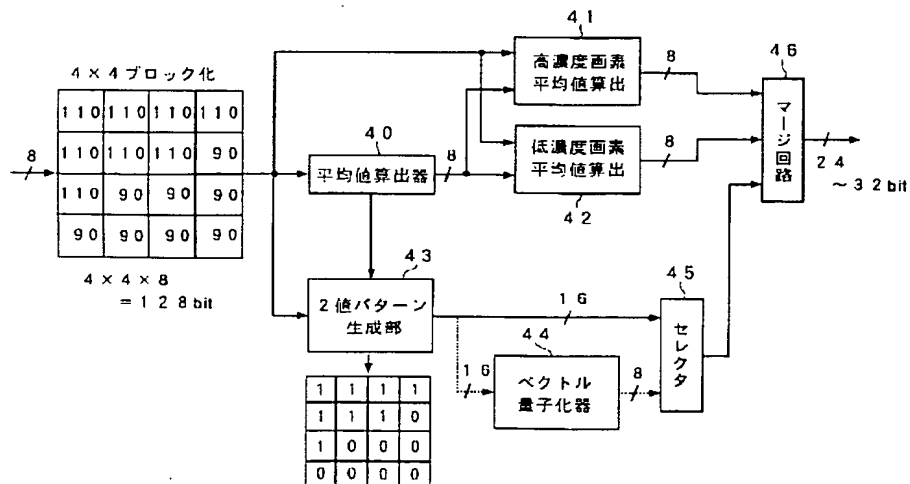 4×4ブロック化
110 110 110 110
110 110 110 90
110 90 90 90
90 90 90 90
4×4×8
=128bit
8
40
平均値算出器
8
41
高濃度画素
平均値算出
8
低濃度画素
平均値算出
42
8
43
2値パターン
生成部
1 1 1 1
1 1 1 0
1 0 0 0
0 0 0 0
16
16
44
ベクトル
量子化器
8
45
セレクタ
46
マージ回路
24
~32bit